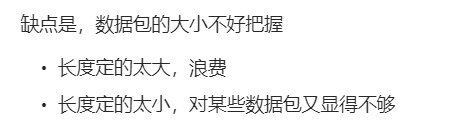 缺点是，数据包的大小不好把握
• 长度定的太大，浪费
• 长度定的太小，对某些数据包又显得不够